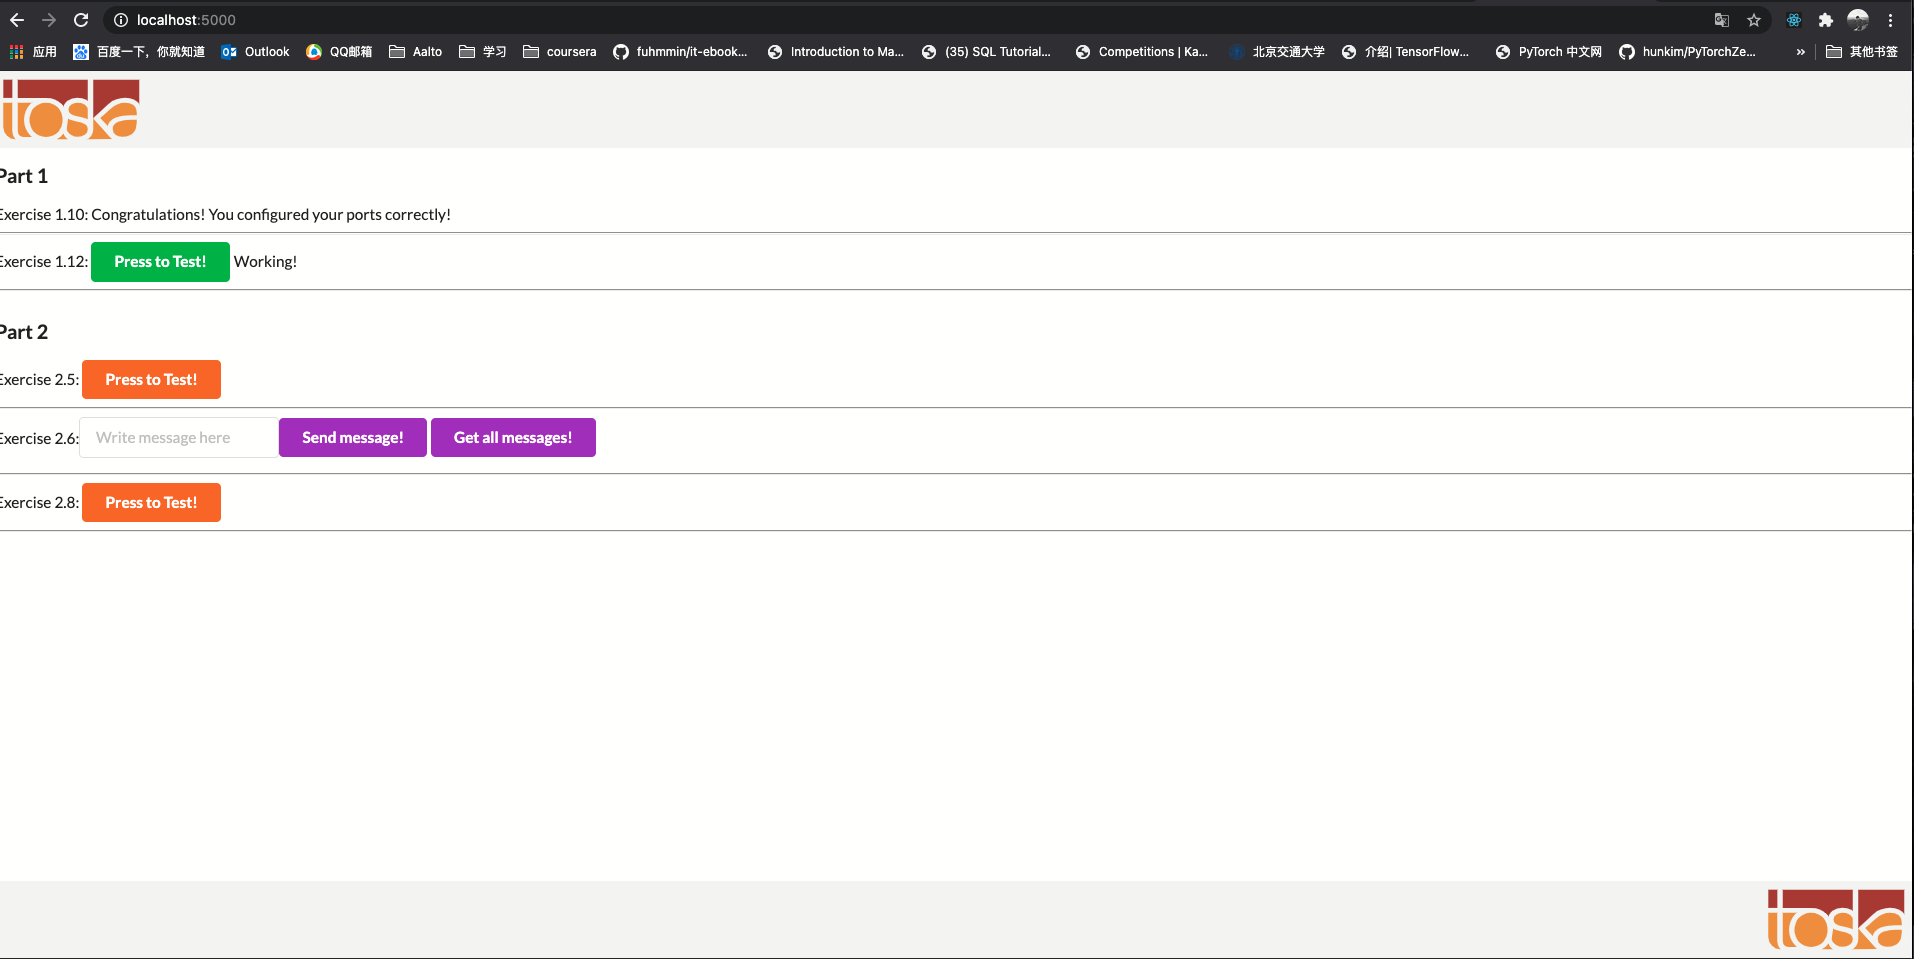 localhost:5000
应用 百度一下，你就知道 Outlook QQ邮箱 Aalto 学习 coursera fuhmmin/it-ebook... Introduction to Ma... (35) SQL Tutorial... Competitions | Ka... 北京交通大学 介绍| TensorFlow... PyTorch 中文网 hunkim/PyTorchZe... » 其他书签
toska
Part 1
Exercise 1.10: Congratulations! You configured your ports correctly!
Exercise 1.12: Press to Test! Working!
Part 2
Exercise 2.5: Press to Test!
Exercise 2.6: Write message here Send message! Get all messages!
Exercise 2.8: Press to Test!
toska